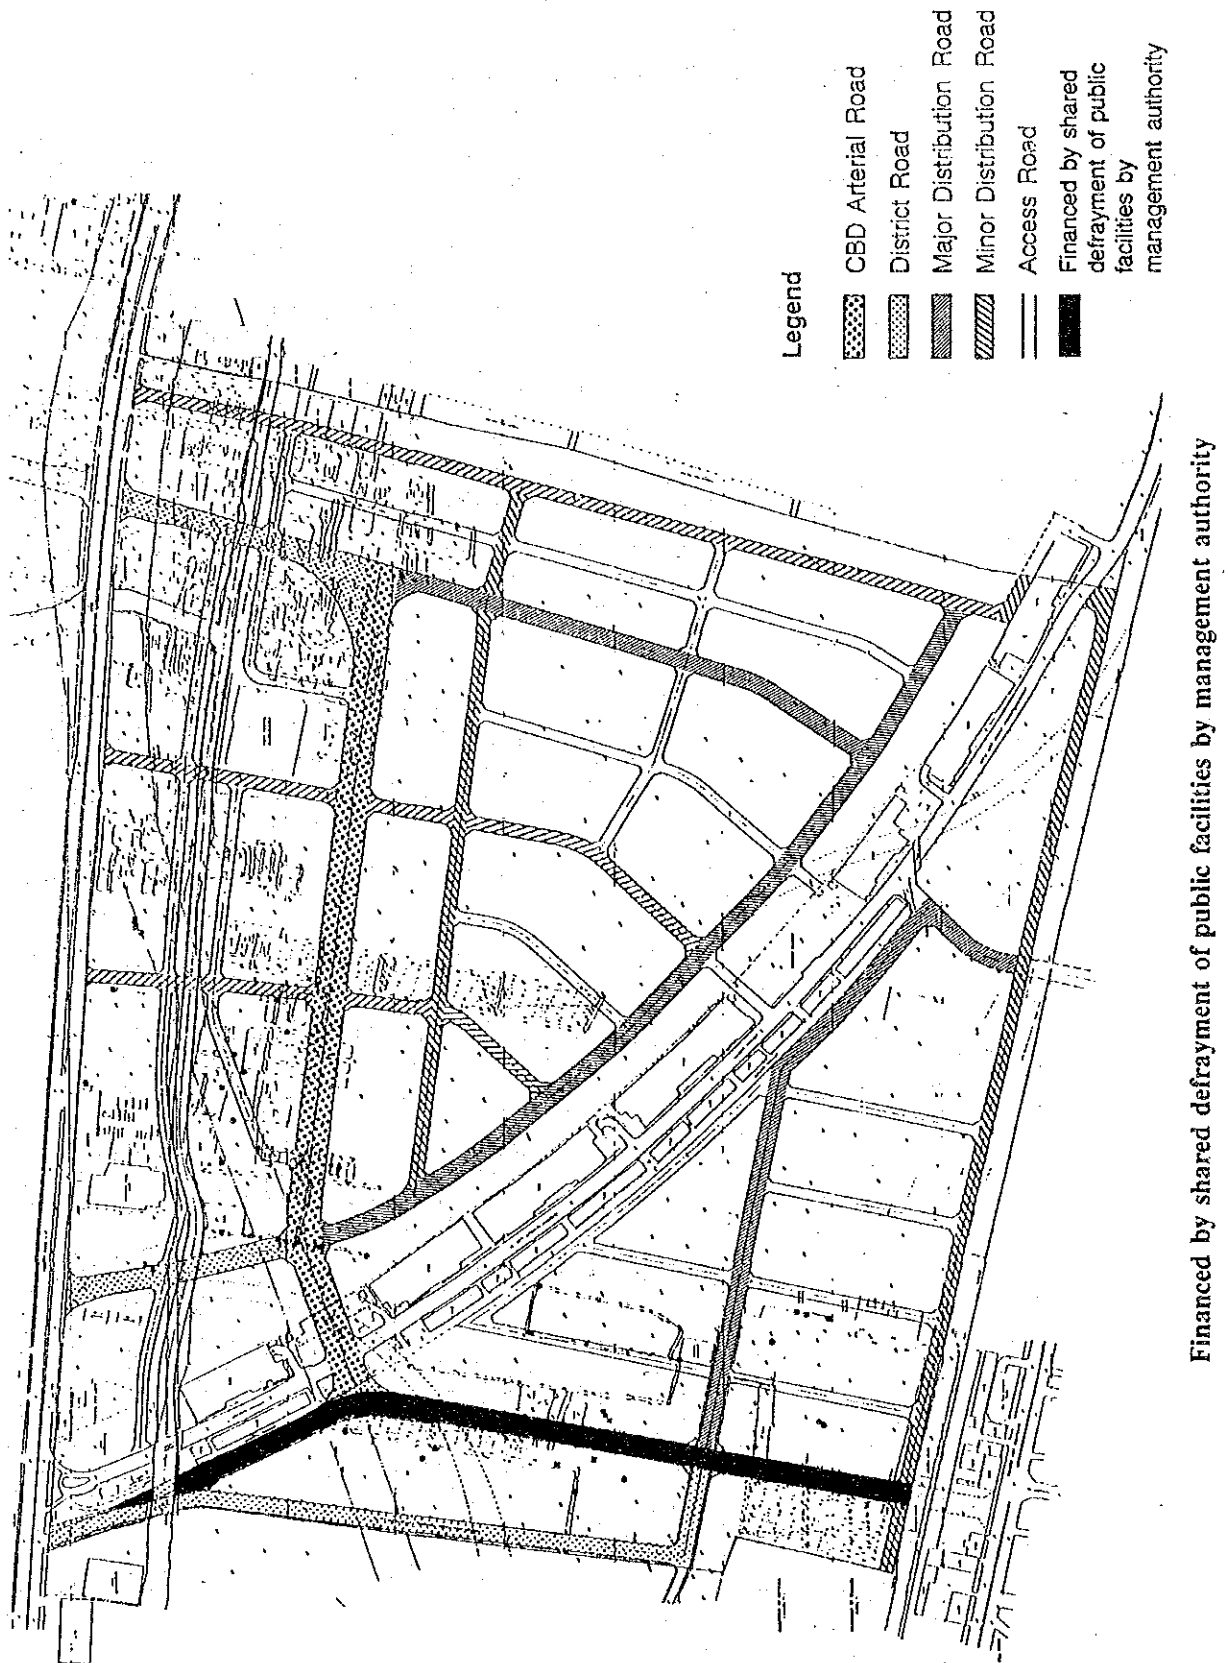 Legend
CBD Arterial Road
District Road
Major Distribution Road
Minor Distribution Road
Access Road
Financed by shared
defrayment of public
facilities by
management authority
Financed by shared defrayment of public facilities by management authority